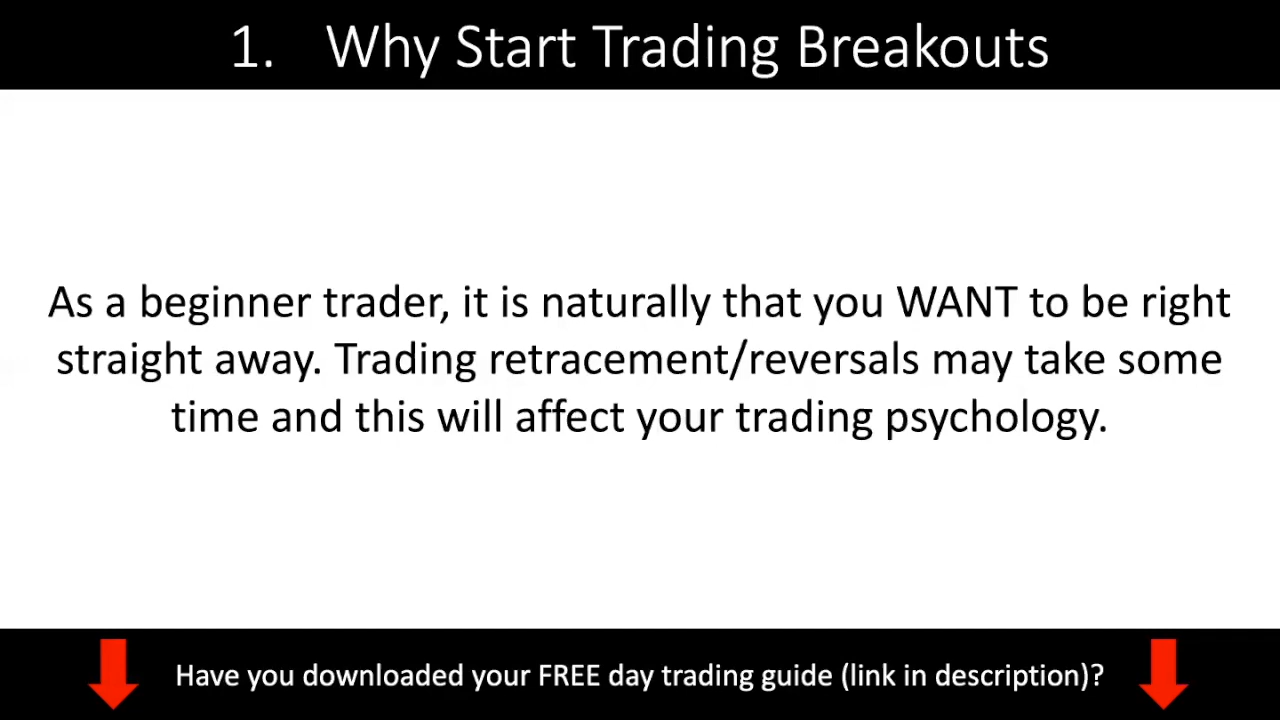 1. Why Start Trading Breakouts
As a beginner trader, it is naturally that you WANT to be right
straight away. Trading retracement/reversals may take some
time and this will affect your trading psychology.
Have you downloaded your FREE day trading guide (link in description)?